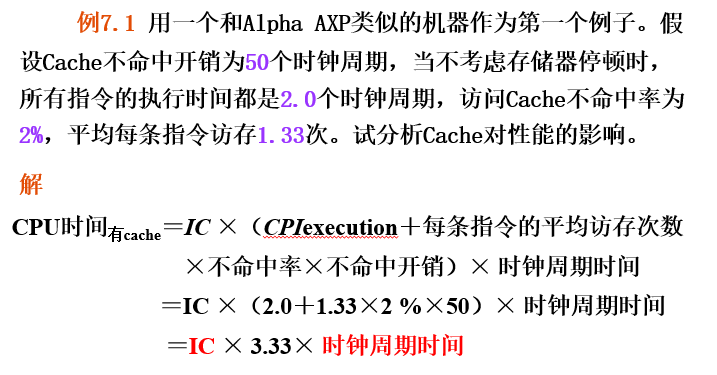 例7.1 用一个和Alpha AXP类似的机器作为第一个例子。假
设Cache不命中开销为50个时钟周期，当不考虑存储器停顿时，
所有指令的执行时间都是2.0个时钟周期，访问Cache不命中率为
2%，平均每条指令访存1.33次。试分析Cache对性能的影响。
解
CPU时间有cache＝IC ×（CPIexecution＋每条指令的平均访存次数
×不命中率×不命中开销）× 时钟周期时间
＝IC ×（2.0＋1.33×2 %×50）× 时钟周期时间
＝IC × 3.33× 时钟周期时间